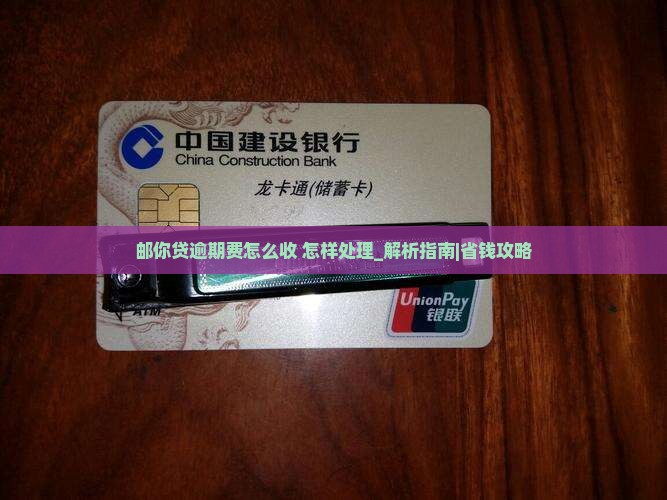 中国建设银行
China Construction Bank
龙卡通(储蓄卡)
邮你贷逾期费怎么收 怎样处理_解析指南|省钱攻略
ATM
UnionPay
银联